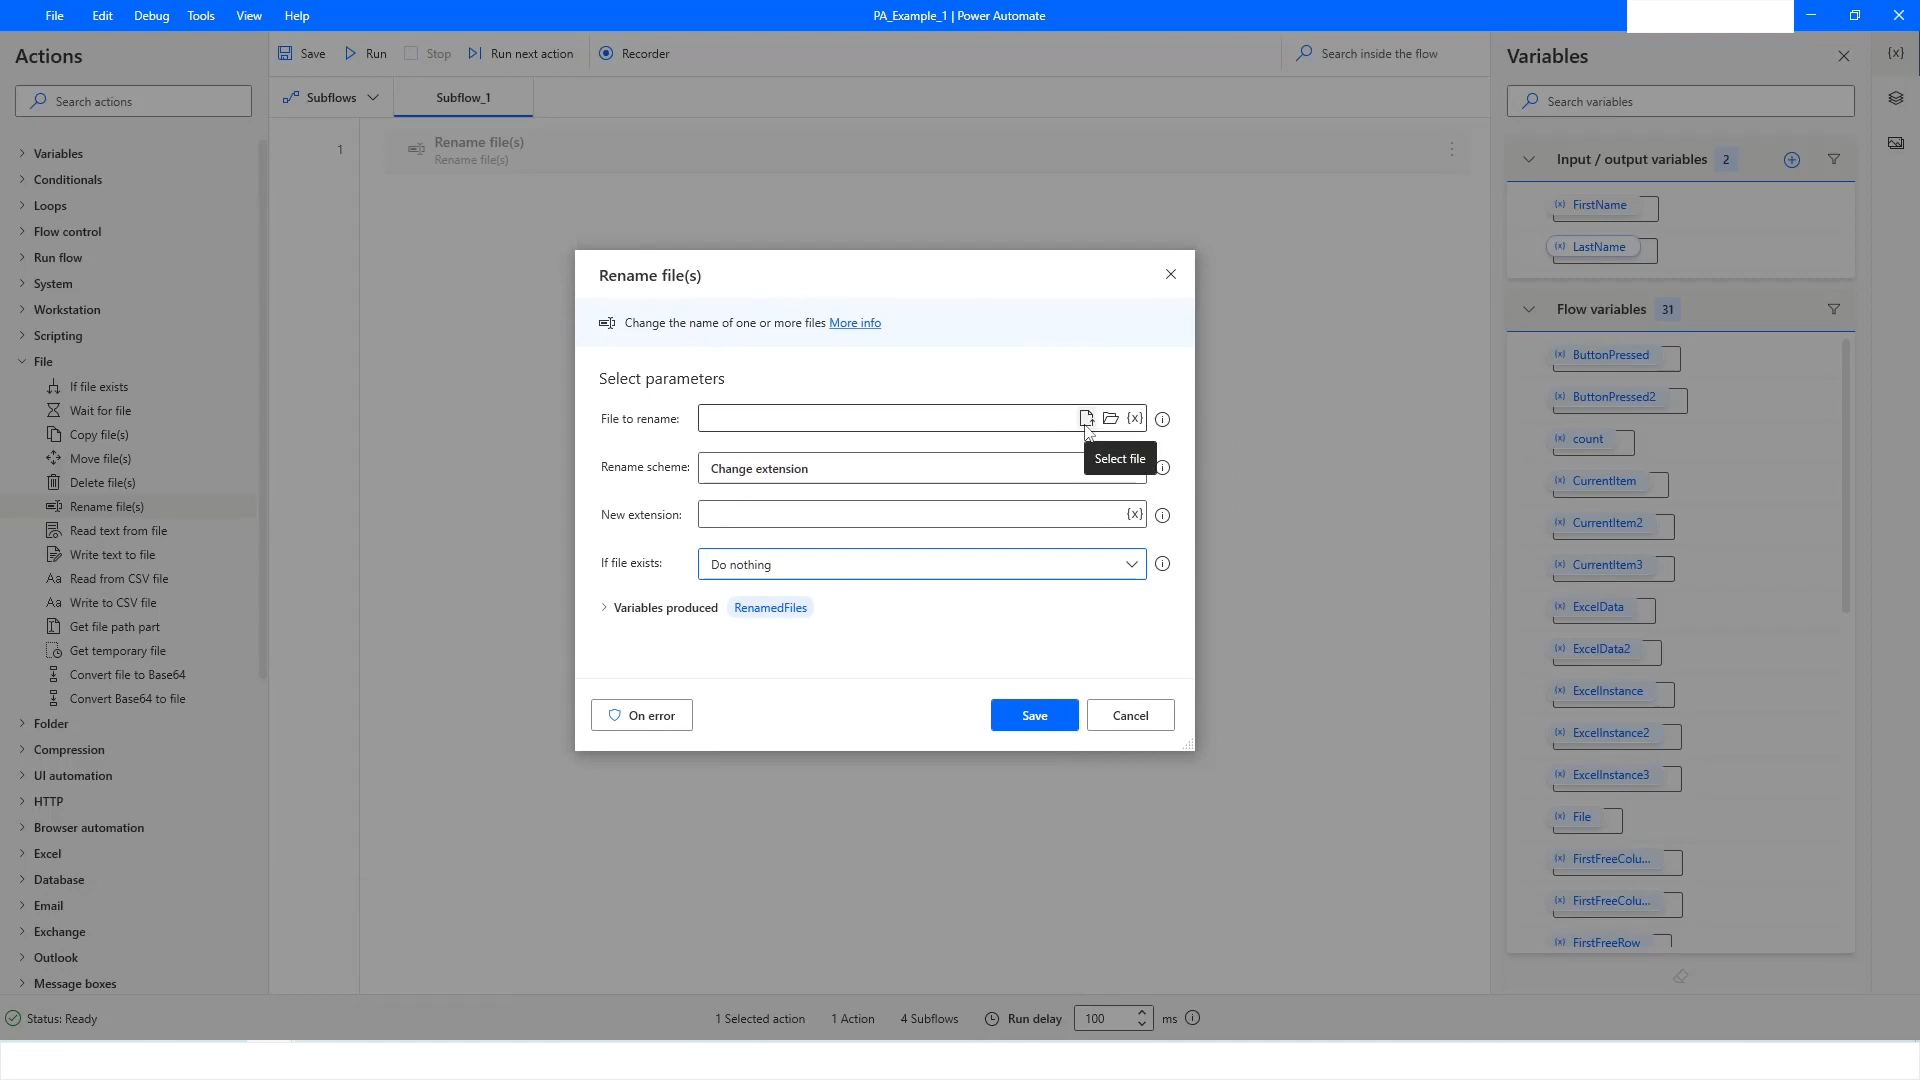 File Edit Debug Tools View Help
PA_Example_1 | Power Automate
Actions
Search actions
Variables
Conditionals
Loops
Flow control
Run flow
System
Workstation
Scripting
File
If file exists
Wait for file
Copy file(s)
Move file(s)
Delete file(s)
Rename file(s)
Read text from file
Write text to file
Read from CSV file
Write to CSV file
Get file path part
Get temporary file
Convert file to Base64
Convert Base64 to file
Folder
Compression
UI automation
HTTP
Browser automation
Excel
Database
Email
Exchange
Outlook
Message boxes
Save Run Stop Run next action Recorder
Search inside the flow
Subflows
Subflow_1
1
Rename file(s)
Rename file(s)
Rename file(s)
Change the name of one or more files More info
Select parameters
File to rename: {x}
Select file
Rename scheme: Change extension
New extension: {x}
If file exists: Do nothing
Variables produced RenamedFiles
On error
Save
Cancel
Variables
Search variables
Input / output variables 2
{x} FirstName
{x} LastName
Flow variables 31
{x} ButtonPressed
{x} ButtonPressed2
{x} count
{x} CurrentItem
{x} CurrentItem2
{x} CurrentItem3
{x} ExcelData
{x} ExcelData2
{x} ExcelInstance
{x} ExcelInstance2
{x} ExcelInstance3
{x} File
{x} FirstFreeColu...
{x} FirstFreeColu...
{x} FirstFreeRow
{x}
Status: Ready
1 Selected action
1 Action
4 Subflows
Run delay 100 ms